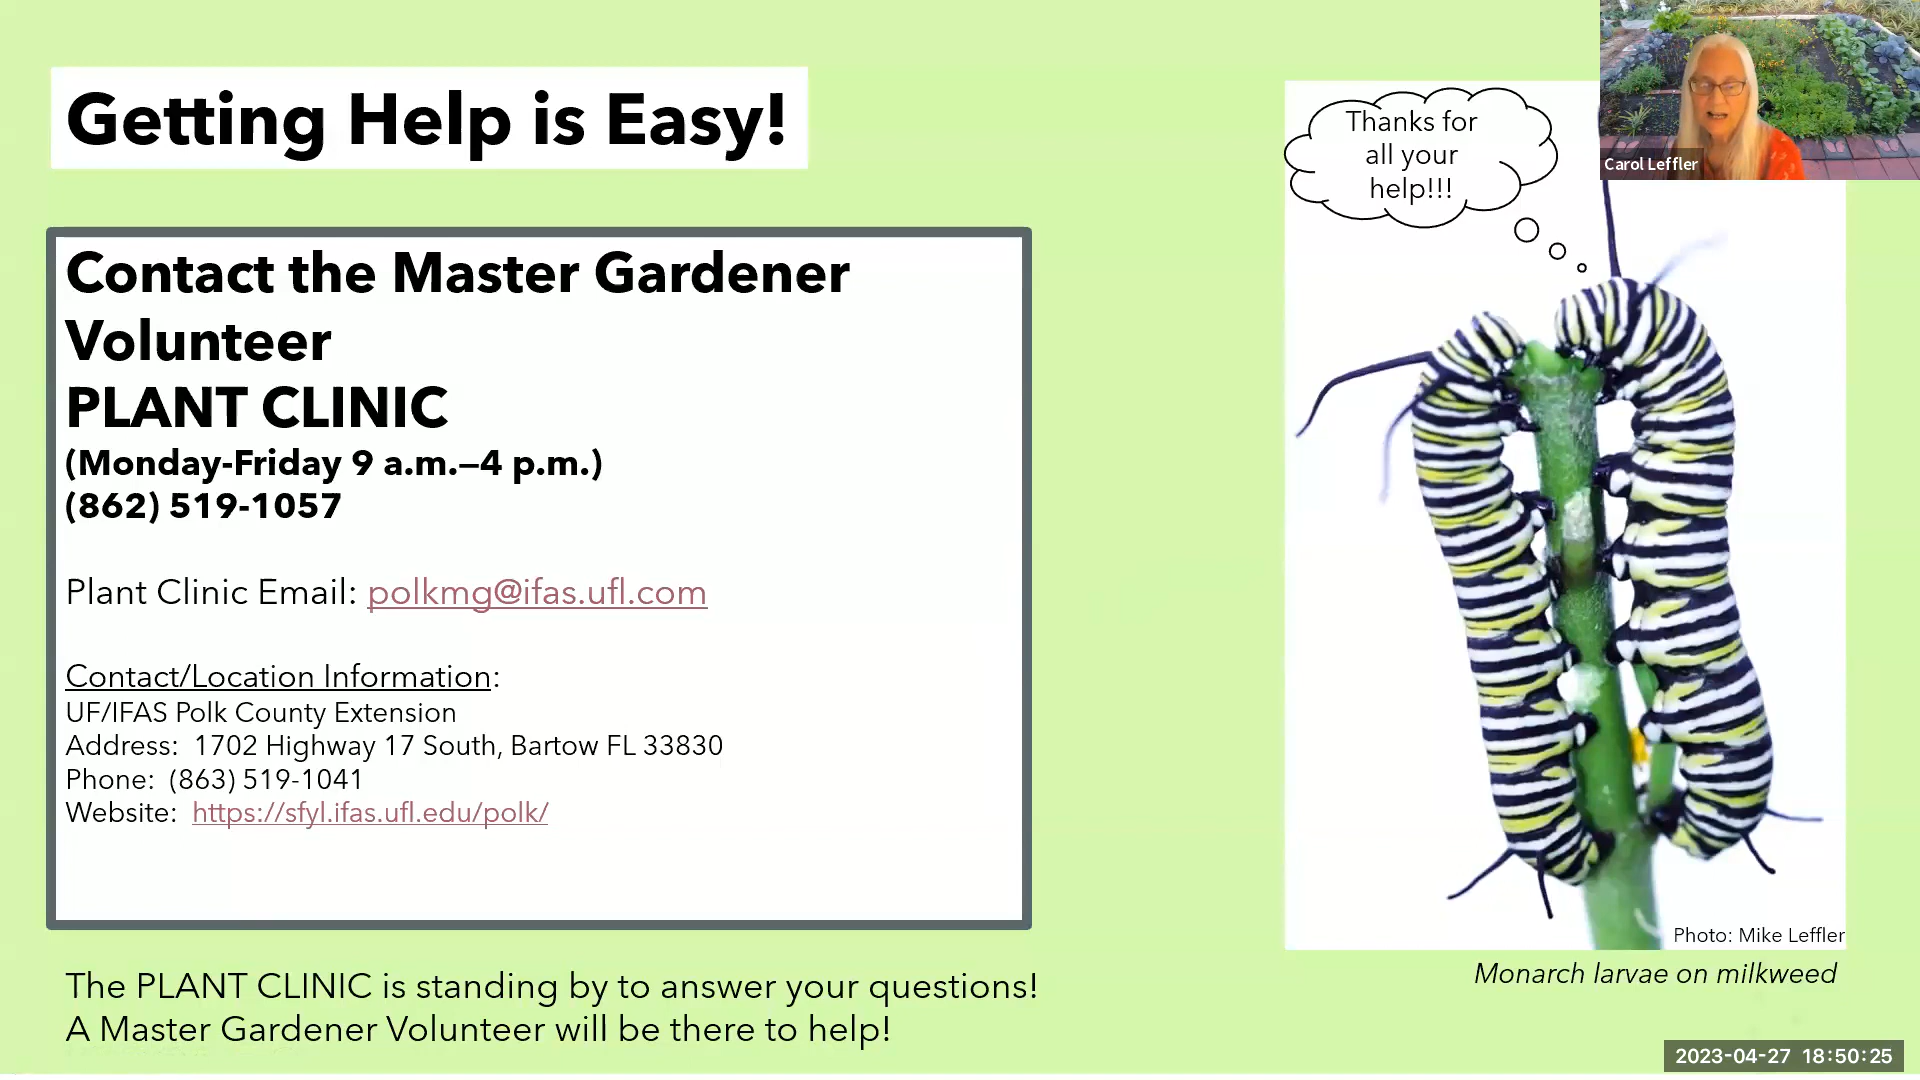 Getting Help is Easy!
Contact the Master Gardener
Volunteer
PLANT CLINIC
(Monday-Friday 9 a.m.—4 p.m.)
(862) 519-1057
Plant Clinic Email: polkmg@ifas.ufl.com
Contact/Location Information:
UF/IFAS Polk County Extension
Address:  1702 Highway 17 South, Bartow FL 33830
Phone:  (863) 519-1041
Website:  https://sfyl.ifas.ufl.edu/polk/
The PLANT CLINIC is standing by to answer your questions!
A Master Gardener Volunteer will be there to help!
Thanks for
all your
help!!!
Carol Leffler
Photo: Mike Leffler
Monarch larvae on milkweed
2023-04-27  18:50:25